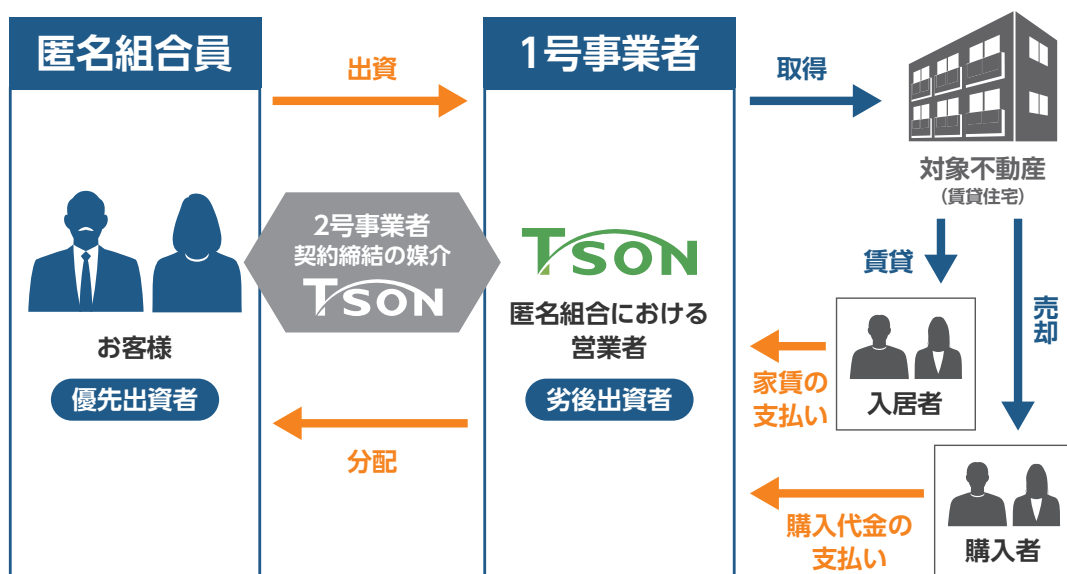 匿名組合員
出資
1号事業者
取得
対象不動産
(賃貸住宅)
2号事業者
契約締結の媒介
TSON
TSON
匿名組合における
営業者
お客様
優先出資者
劣後出資者
賃貸
売却
家賃の
支払い
入居者
分配
購入代金の
支払い
購入者